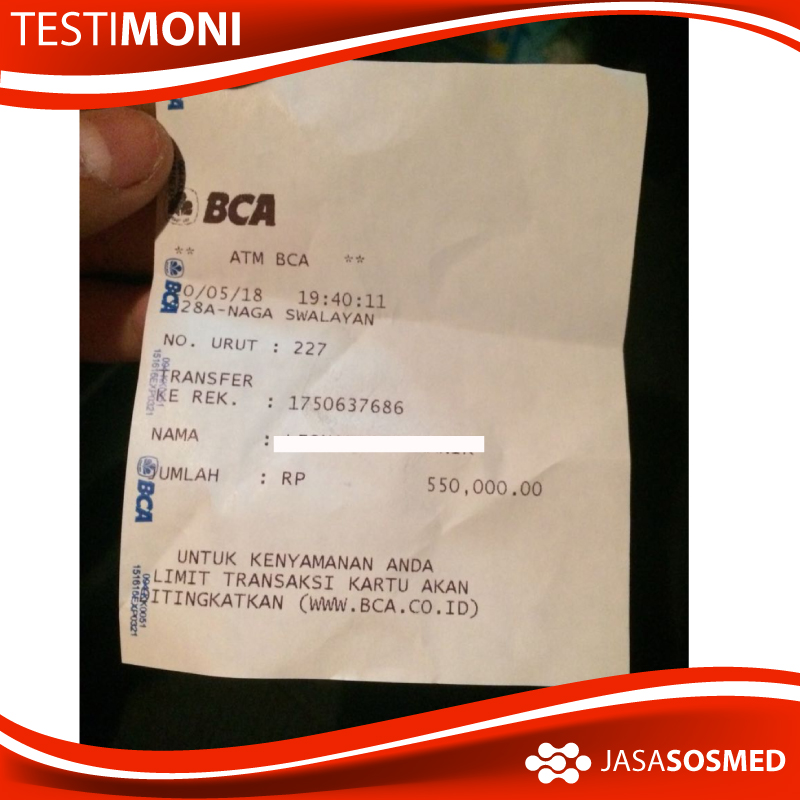 TESTIMONI
BCA
** ATM BCA **
0/05/18 19:40:11
28A-NAGA SWALAYAN
NO. URUT : 227
TRANSFER
KE REK. : 1750637686
NAMA :
JUMLAH : RP 550,000.00
UNTUK KENYAMANAN ANDA
LIMIT TRANSAKSI KARTU AKAN
ITINGKATKAN (WWW.BCA.CO.ID)
BCA
BCA
JASASOSMED